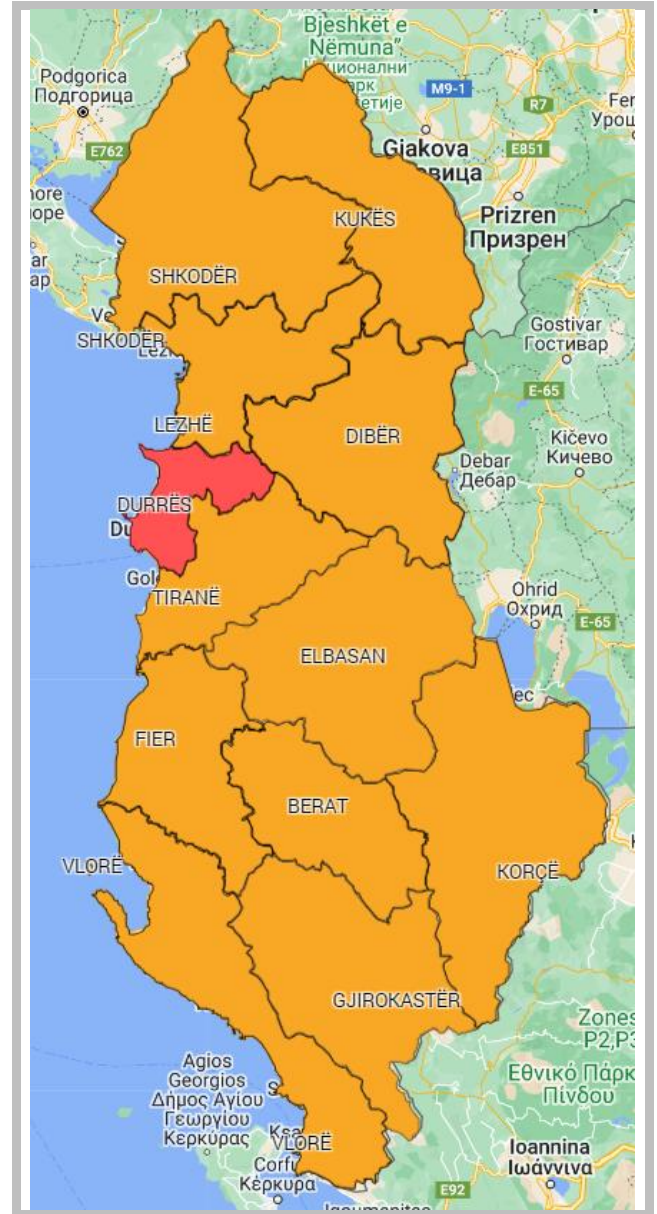 Bjeshkët e
Nëmuna"
Национални
Podgorica
Подгорица
M9-1
R7
E762
Gjakova
E851
KUKËS
Prizren
Призрен
SHKODËR
Gostivar
Гостивар
SHKODËR
E-65
LEZHË
DIBËR
Kičevo
Кичево
Debar
Дебар
DURRËS
TIRANË
Ohrid
Охрид
E-65
ELBASAN
FIER
BERAT
VLORË
KORÇË
GJIROKASTËR
Agios
Georgios
Δήμος Αγίου
Γεωργίου
Κερκύρας
Εθνικό Πάρκ
Πίνδου
VLORË
Corfu
Κέρκυρα
Ioannina
Ιωάννινα
E92